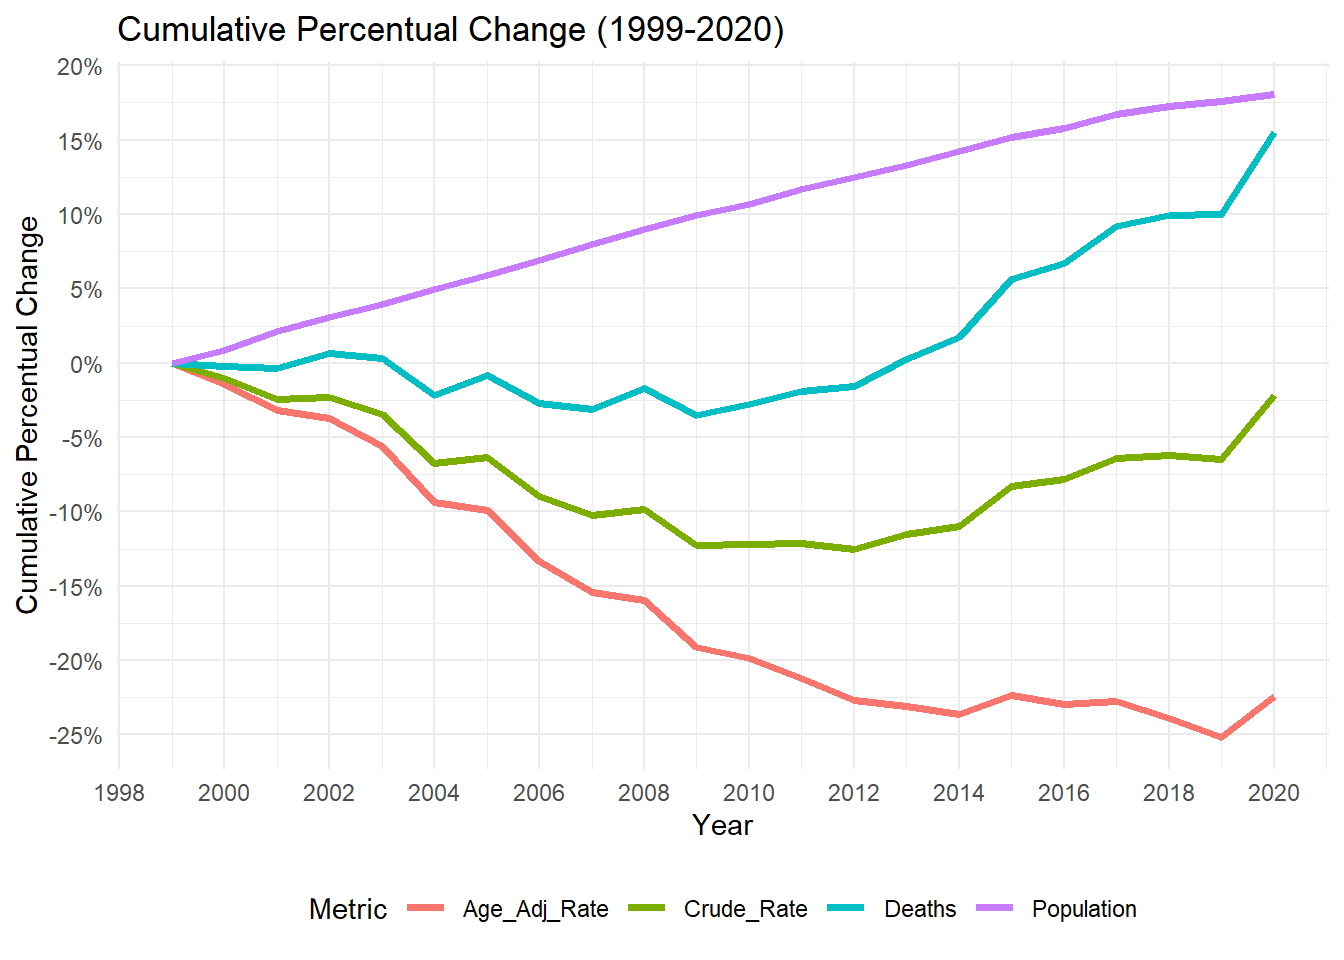 Cumulative Percentual Change (1999-2020)
Cumulative Percentual Change
20%
15%
10%
5%
0%
-5%
-10%
-15%
-20%
-25%
1998 2000 2002 2004 2006 2008 2010 2012 2014 2016 2018 2020
Year
Metric Age_Adj_Rate Crude_Rate Deaths Population